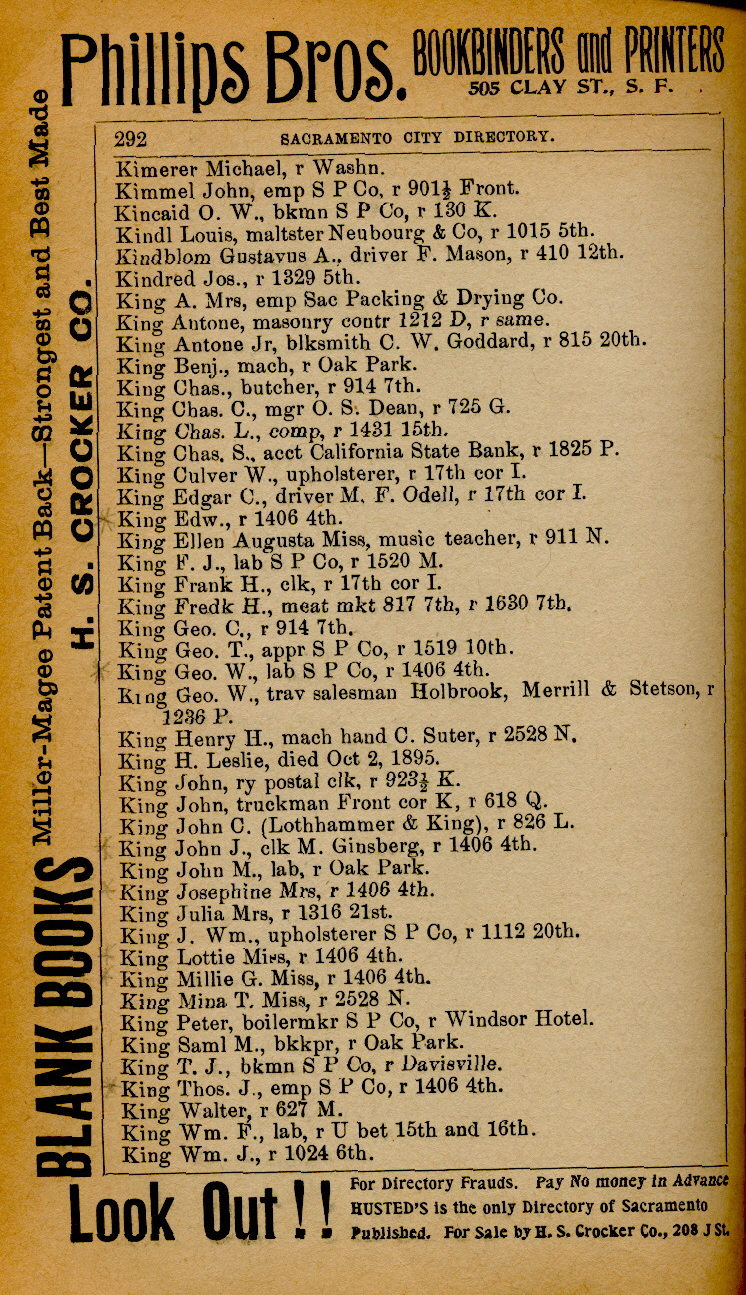 Phillips Bros. BOOKBINDERS and PRINTERS
505 CLAY ST., S. F.
Miller-Magee Patent Back—Strongest and Best Made
H. S. CROCKER CO.
BLANK BOOKS
292 SACRAMENTO CITY DIRECTORY.
Kimerer Michael, r Washn.
Kimmel John, emp S P Co, r 901½ Front.
Kincaid O. W., bkmn S P Co, r 130 K.
Kindl Louis, maltster Neubourg & Co, r 1015 5th.
Kindblom Gustavus A., driver F. Mason, r 410 12th.
Kindred Jos., r 1329 5th.
King A. Mrs, emp Sac Packing & Drying Co.
King Antone, masonry contr 1212 D, r same.
King Antone Jr, blksmith C. W. Goddard, r 815 20th.
King Benj., mach, r Oak Park.
King Chas., butcher, r 914 7th.
King Chas. C., mgr O. S. Dean, r 725 G.
King Chas. L., comp, r 1431 15th.
King Chas. S., acct California State Bank, r 1825 P.
King Culver W., upholsterer, r 17th cor I.
King Edgar C., driver M. F. Odell, r 17th cor I.
King Edw., r 1406 4th.
King Ellen Augusta Miss, music teacher, r 911 N.
King F. J., lab S P Co, r 1520 M.
King Frank H., clk, r 17th cor I.
King Fredk H., meat mkt 817 7th, r 1630 7th.
King Geo. C., r 914 7th.
King Geo. T., appr S P Co, r 1519 10th.
King Geo. W., lab S P Co, r 1406 4th.
King Geo. W., trav salesman Holbrook, Merrill & Stetson, r
1236 P.
King Henry H., mach hand C. Suter, r 2528 N.
King H. Leslie, died Oct 2, 1895.
King John, ry postal clk, r 923½ K.
King John, truckman Front cor K, r 618 Q.
King John C. (Lothhammer & King), r 826 L.
King John J., clk M. Ginsberg, r 1406 4th.
King John M., lab, r Oak Park.
King Josephine Mrs, r 1406 4th.
King Julia Mrs, r 1316 21st.
King J. Wm., upholsterer S P Co, r 1112 20th.
King Lottie Miss, r 1406 4th.
King Millie G. Miss, r 1406 4th.
King Mina T. Miss, r 2528 N.
King Peter, boilermkr S P Co, r Windsor Hotel.
King Saml M., bkkpr, r Oak Park.
King T. J., bkmn S P Co, r Davisville.
King Thos. J., emp S P Co, r 1406 4th.
King Walter, r 627 M.
King Wm. F., lab, r U bet 15th and 16th.
King Wm. J., r 1024 6th.
Look Out!!
For Directory Frauds. Pay No money in Advance
HUSTED'S is the only Directory of Sacramento
Published. For Sale by H. S. Crocker Co., 208 J St.